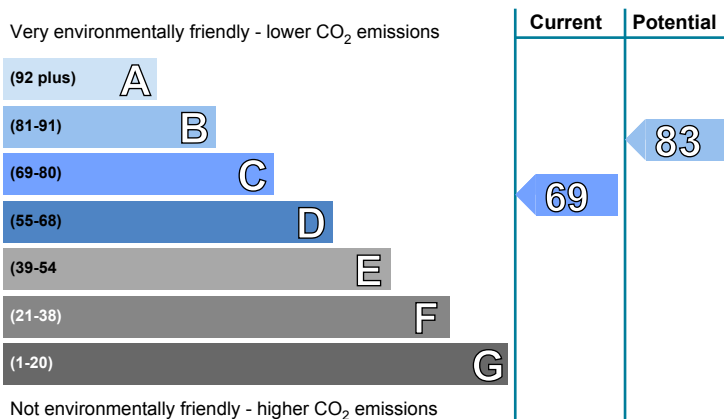 Very environmentally friendly - lower CO2 emissions
Current
Potential
(92 plus) A
(81-91) B
83
(69-80) C
69
(55-68) D
(39-54 E
(21-38) F
(1-20) G
Not environmentally friendly - higher CO2 emissions